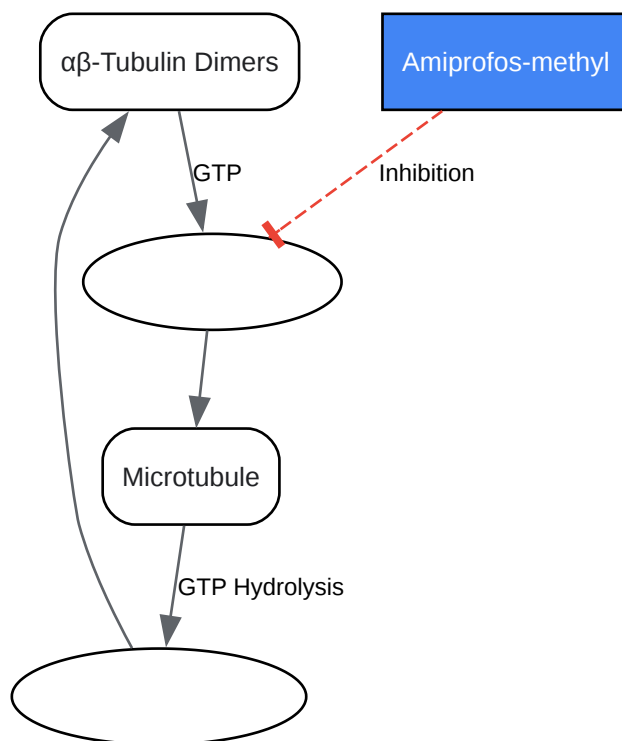 αβ-Tubulin Dimers
Amiprofos-methyl
GTP
Inhibition
Microtubule
GTP Hydrolysis